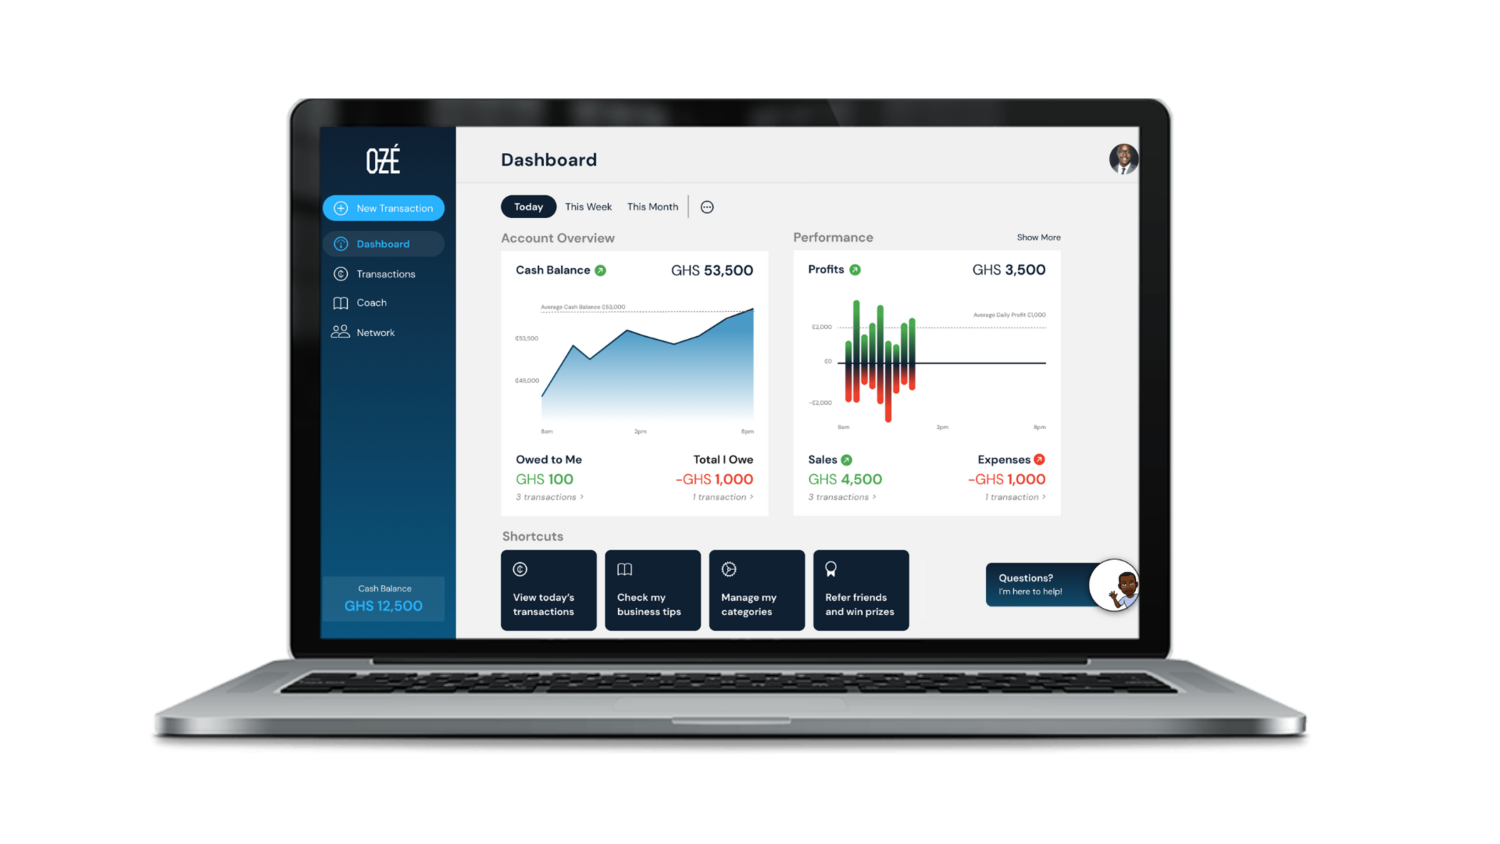 OZÉ
New Transaction
Dashboard
Transactions
Coach
Network
Cash Balance
GHS 12,500
Dashboard
Today This Week This Month
Account Overview
Cash Balance GHS 53,500
Average Cash Balance ₵53,000
₵53,500
₵48,000
8am 2pm 8pm
Owed to Me Total I Owe
GHS 100 -GHS 1,000
3 transactions > 1 transaction >
Performance Show More
Profits GHS 3,500
Average Daily Profit ₵1,000
₵2,000
₵0
-₵2,000
8am 2pm 8pm
Sales Expenses
GHS 4,500 -GHS 1,000
3 transactions > 1 transaction >
Shortcuts
View today's
transactions
Check my
business tips
Manage my
categories
Refer friends
and win prizes
Questions?
I'm here to help!